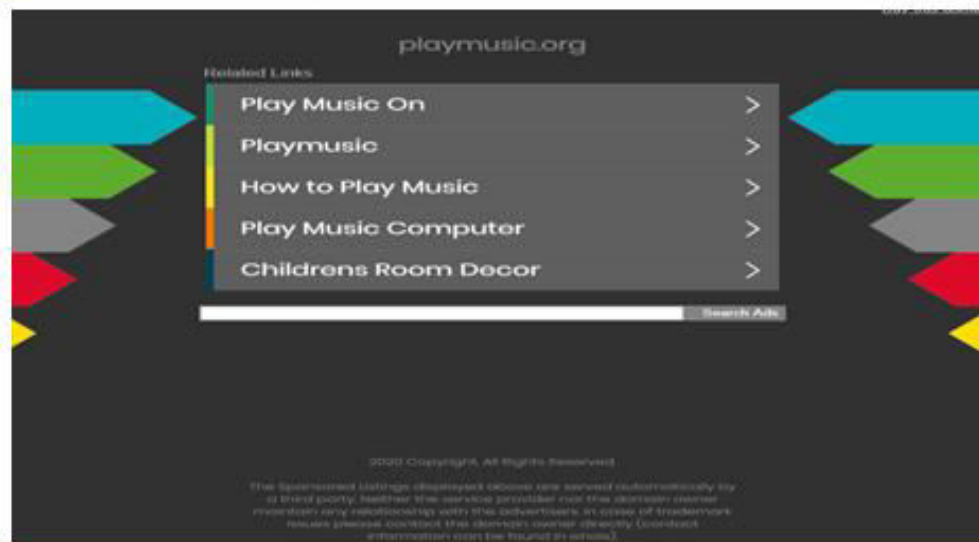 playmusic.org
Related Links
Play Music On
Playmusic
How to Play Music
Play Music Computer
Childrens Room Decor
Search Ads
2020 Copyright. All Rights Reserved.
The Sponsored Listings displayed above are served automatically by
a third party. Neither the service provider nor the domain owner
maintain any relationship with the advertisers. In case of trademark
issues please contact the domain owner directly (contact
information can be found in whois).